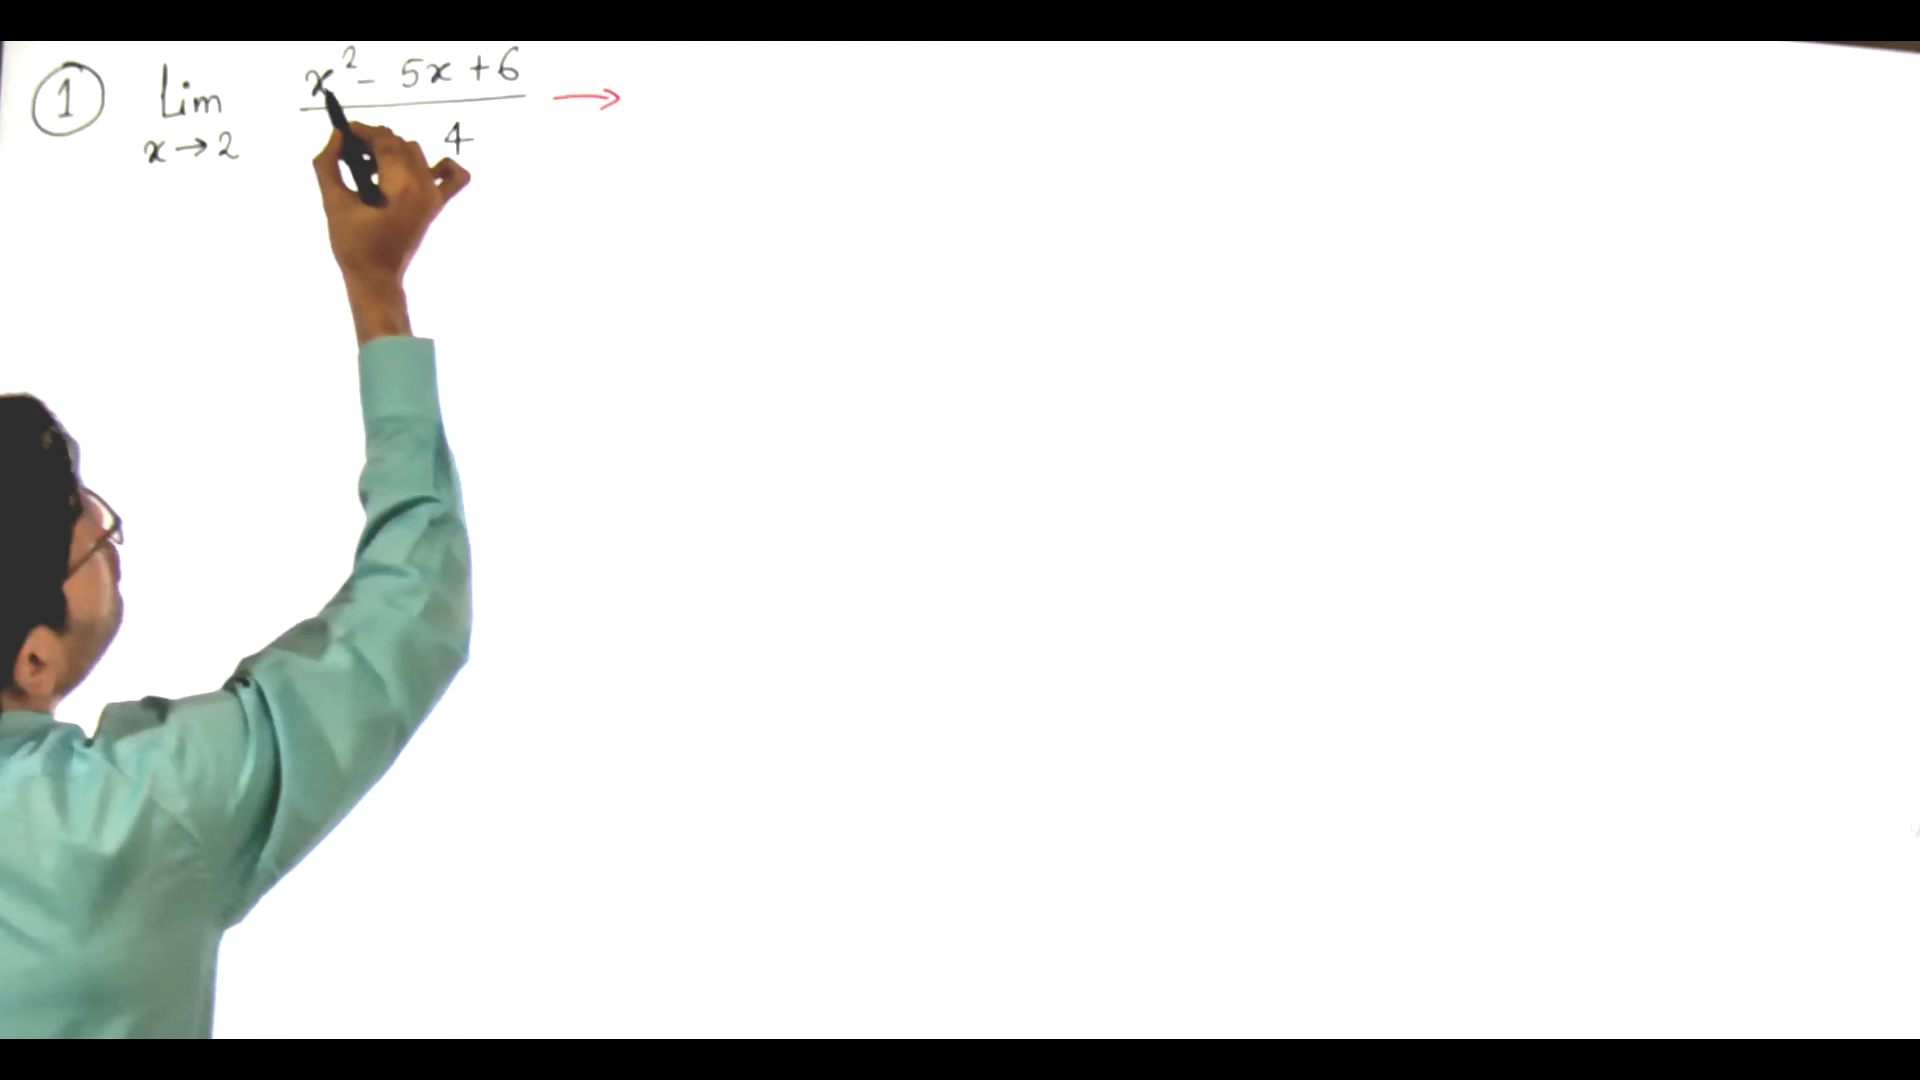 ① Lim x² - 5x + 6 →
x → 2 4